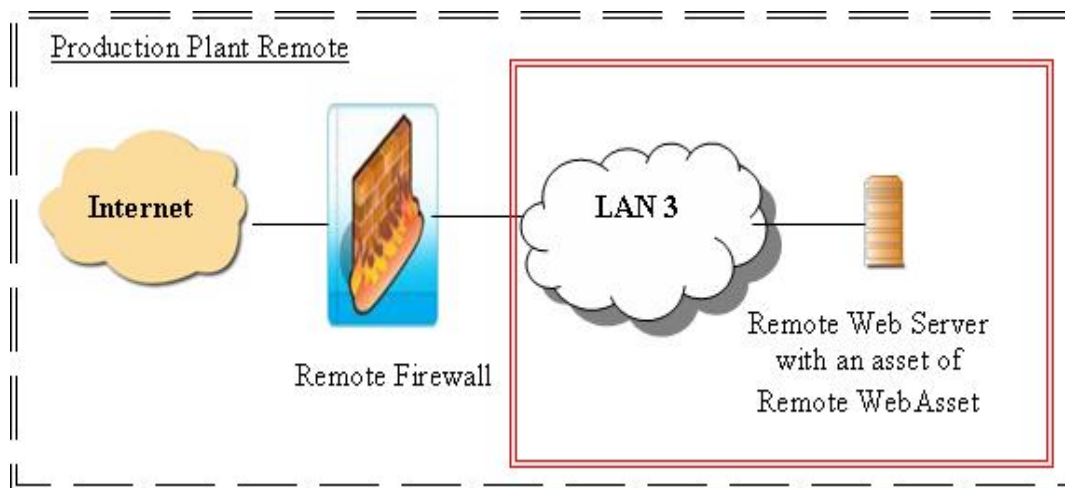 Production Plant Remote
Internet
LAN 3
Remote Firewall
Remote Web Server
with an asset of
Remote WebAsset